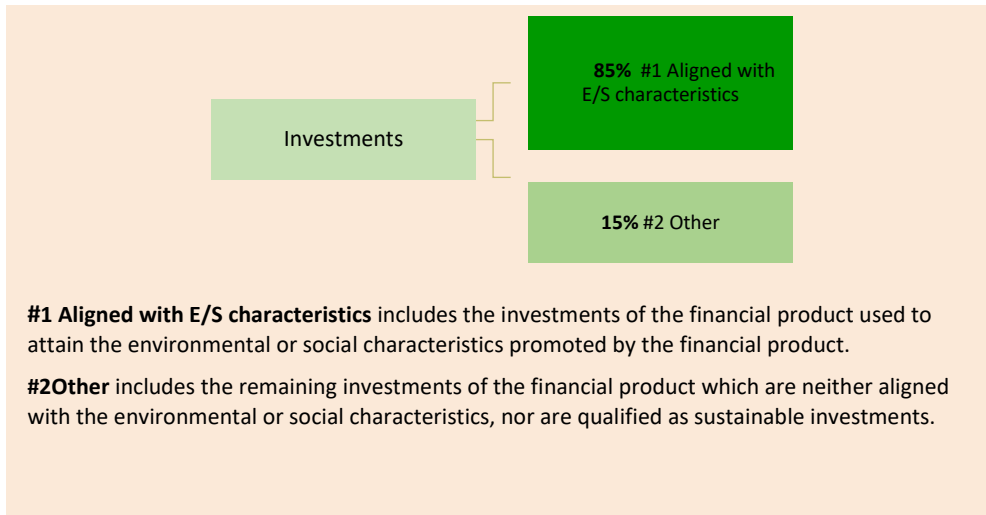 85% #1 Aligned with
E/S characteristics
Investments
15% #2 Other
#1 Aligned with E/S characteristics includes the investments of the financial product used to
attain the environmental or social characteristics promoted by the financial product.
#2Other includes the remaining investments of the financial product which are neither aligned
with the environmental or social characteristics, nor are qualified as sustainable investments.